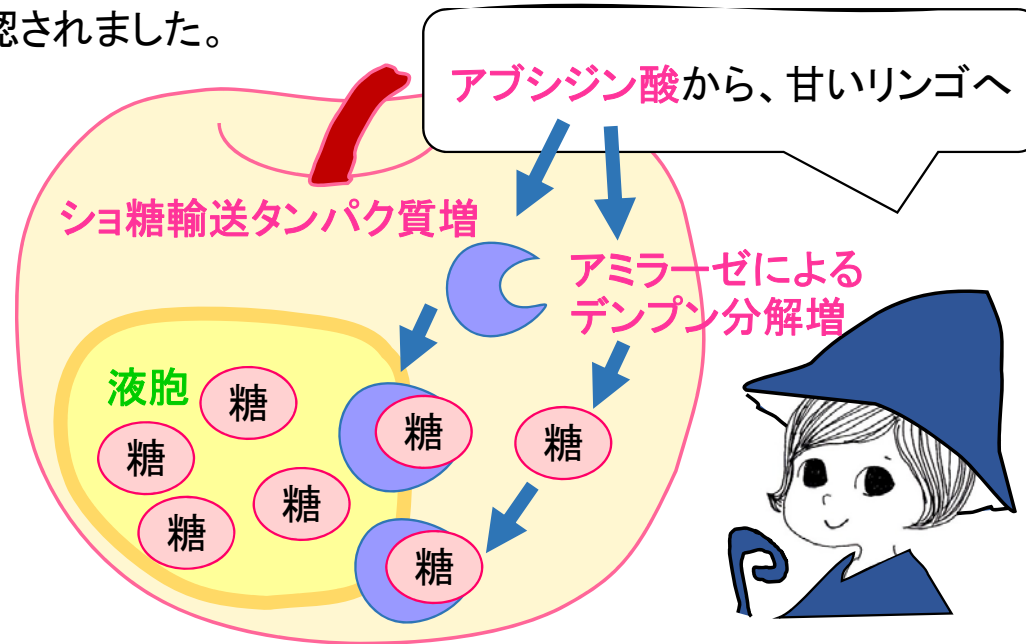 認されました。
アブシジン酸から、甘いリンゴへ
ショ糖輸送タンパク質増
アミラーゼによる
デンプン分解増
液胞
糖
糖
糖
糖
糖
糖
糖